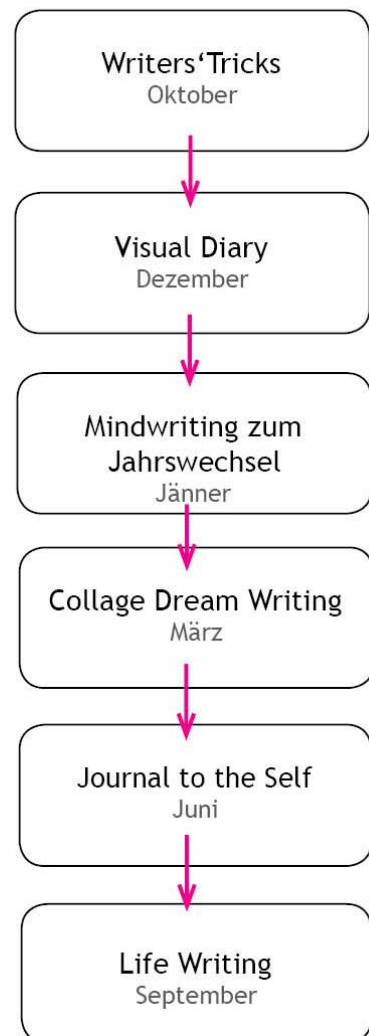 Writers‘Tricks
Oktober
Visual Diary
Dezember
Mindwriting zum
Jahrswechsel
Jänner
Collage Dream Writing
März
Journal to the Self
Juni
Life Writing
September